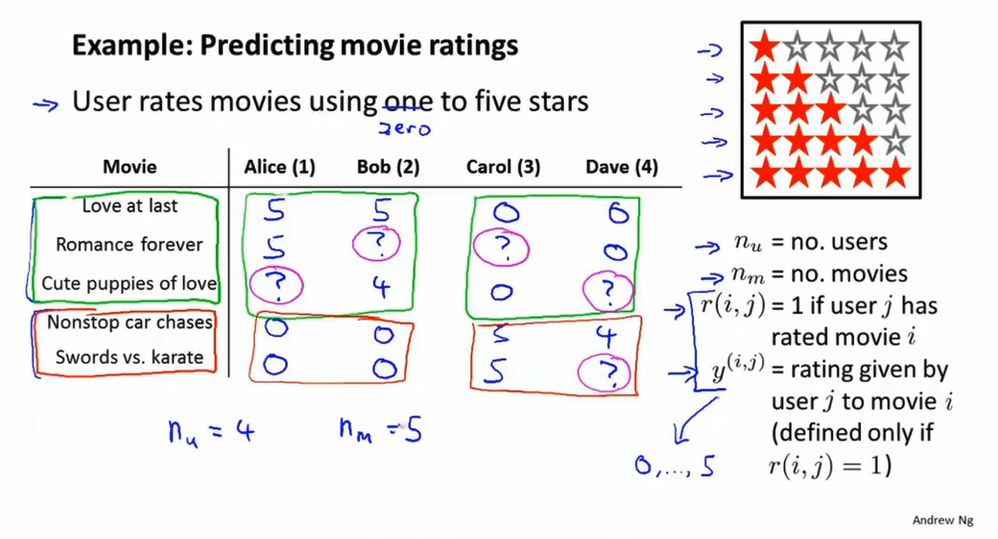 Example: Predicting movie ratings
→ User rates movies using one to five stars
zero
Movie Alice (1) Bob (2) Carol (3) Dave (4)
Love at last 5 5 0 0
Romance forever 5 ? ? 0
Cute puppies of love ? 4 0 ?
Nonstop car chases 0 0 5 4
Swords vs. karate 0 0 5 ?
n_u = 4 n_m = 5
→ n_u = no. users
→ n_m = no. movies
→ r(i, j) = 1 if user j has
rated movie i
→ y^(i,j) = rating given by
user j to movie i
(defined only if
r(i, j) = 1)
0, ..., 5
Andrew Ng